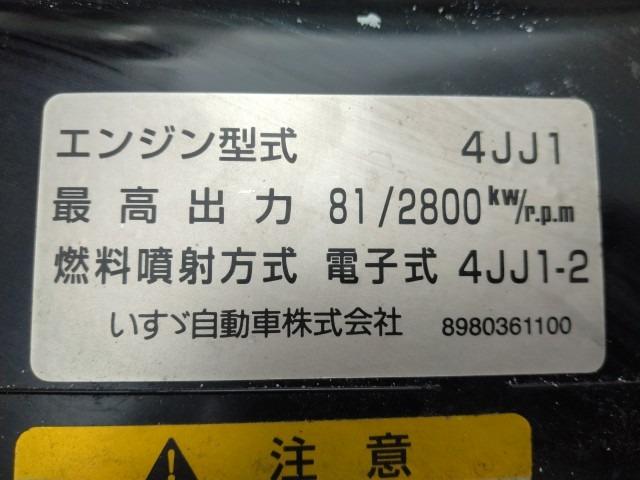 エンジン型式 4JJ1
最高出力 81/2800 kw/r.p.m
燃料噴射方式 電子式 4JJ1-2
いすゞ自動車株式会社 8980361100
注意